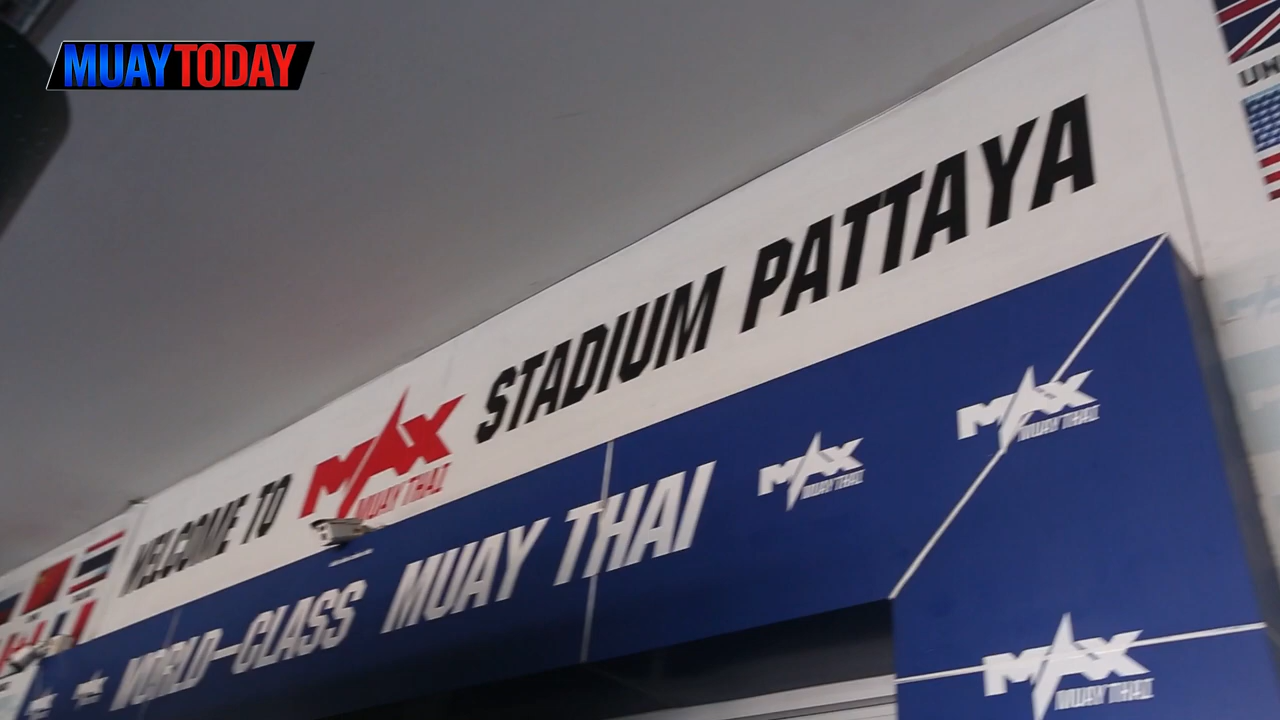 MUAYTODAY
WELCOME TO MAX MUAY THAI STADIUM PATTAYA
WORLD-CLASS MUAY THAI
MAX MUAY THAI
MAX MUAY THAI
MAX MUAY THAI